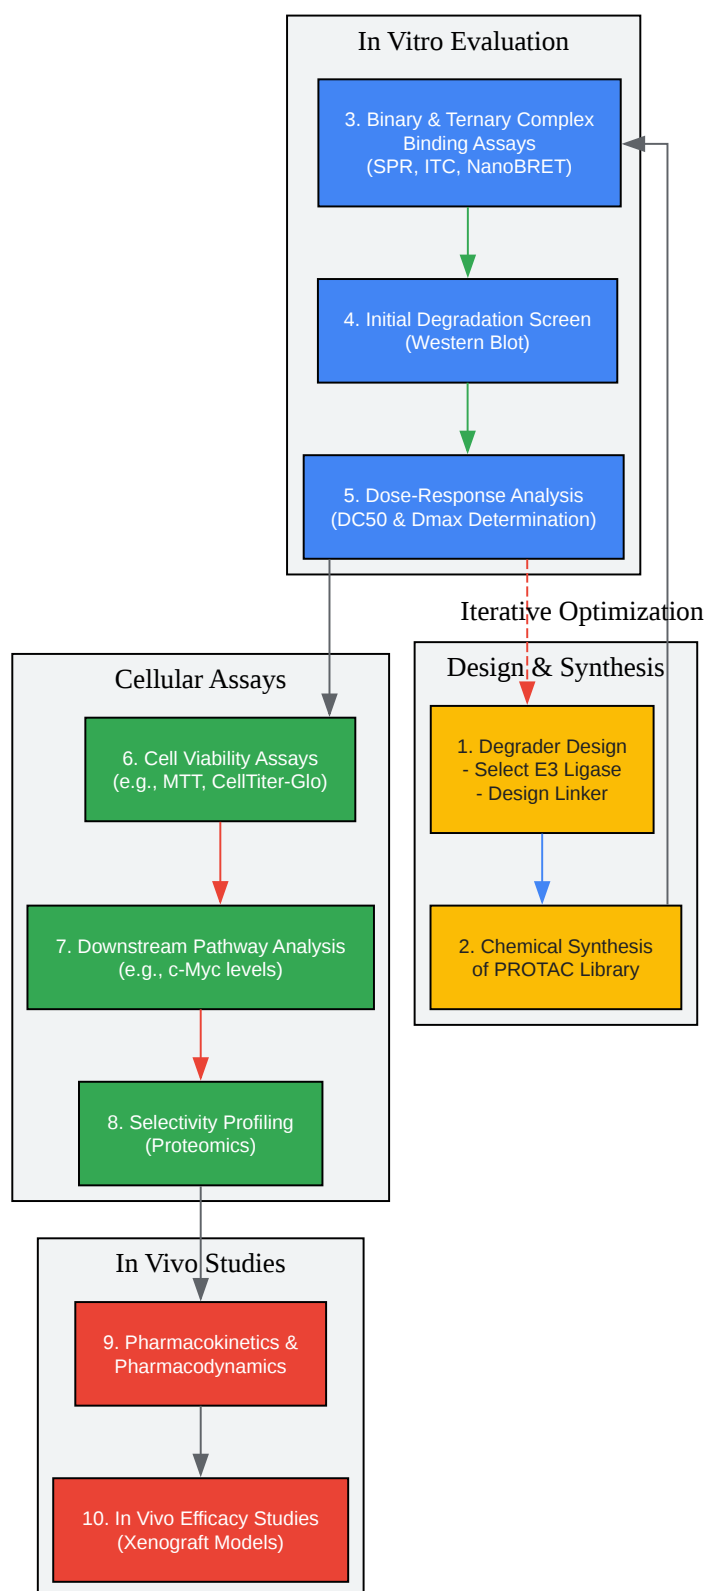 In Vitro Evaluation
3. Binary & Ternary Complex
Binding Assays
(SPR, ITC, NanoBRET)
4. Initial Degradation Screen
(Western Blot)
5. Dose-Response Analysis
(DC50 & Dmax Determination)
Iterative Optimization
Cellular Assays
6. Cell Viability Assays
(e.g., MTT, CellTiter-Glo)
7. Downstream Pathway Analysis
(e.g., c-Myc levels)
8. Selectivity Profiling
(Proteomics)
Design & Synthesis
1. Degrader Design
- Select E3 Ligase
- Design Linker
2. Chemical Synthesis
of PROTAC Library
In Vivo Studies
9. Pharmacokinetics &
Pharmacodynamics
10. In Vivo Efficacy Studies
(Xenograft Models)